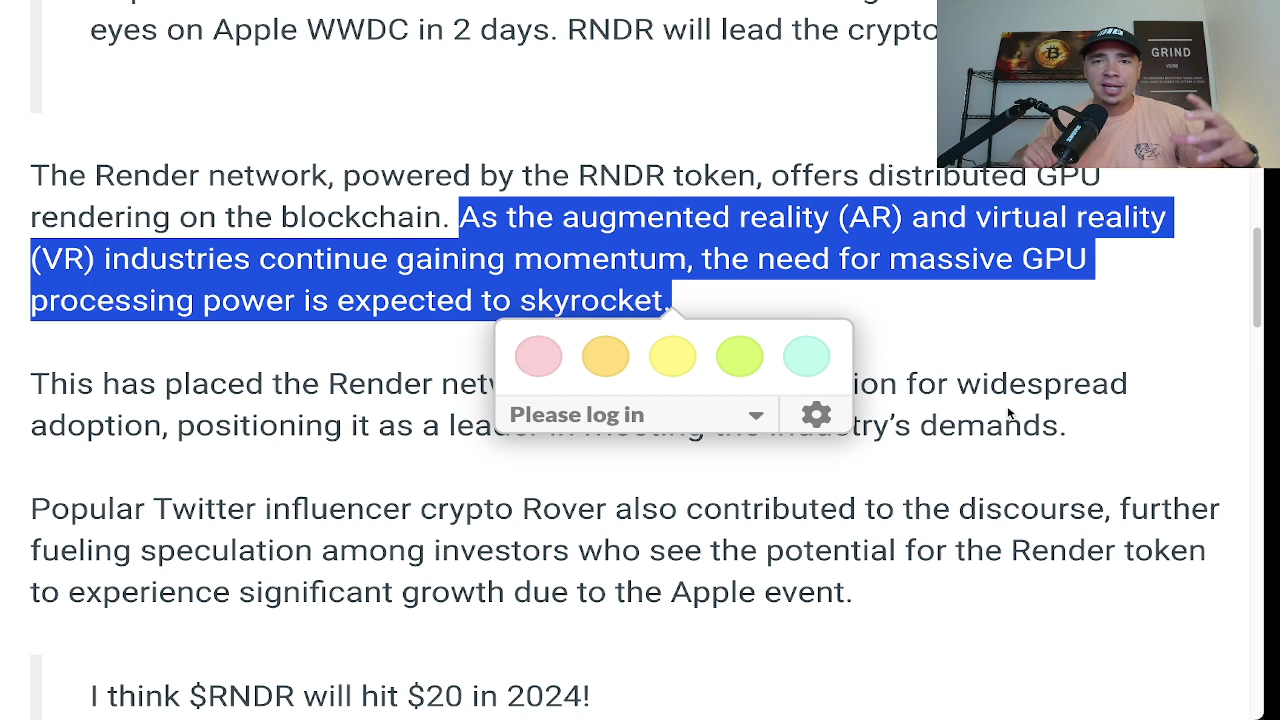 eyes on Apple WWDC in 2 days. RNDR will lead the crypto
GRIND
VERB
The Render network, powered by the RNDR token, offers distributed GPU
rendering on the blockchain. As the augmented reality (AR) and virtual reality
(VR) industries continue gaining momentum, the need for massive GPU
processing power is expected to skyrocket.
Please log in
This has placed the Render ion for widespread
adoption, positioning it as a industry's demands.
Popular Twitter influencer crypto Rover also contributed to the discourse, further
fueling speculation among investors who see the potential for the Render token
to experience significant growth due to the Apple event.
I think $RNDR will hit $20 in 2024!